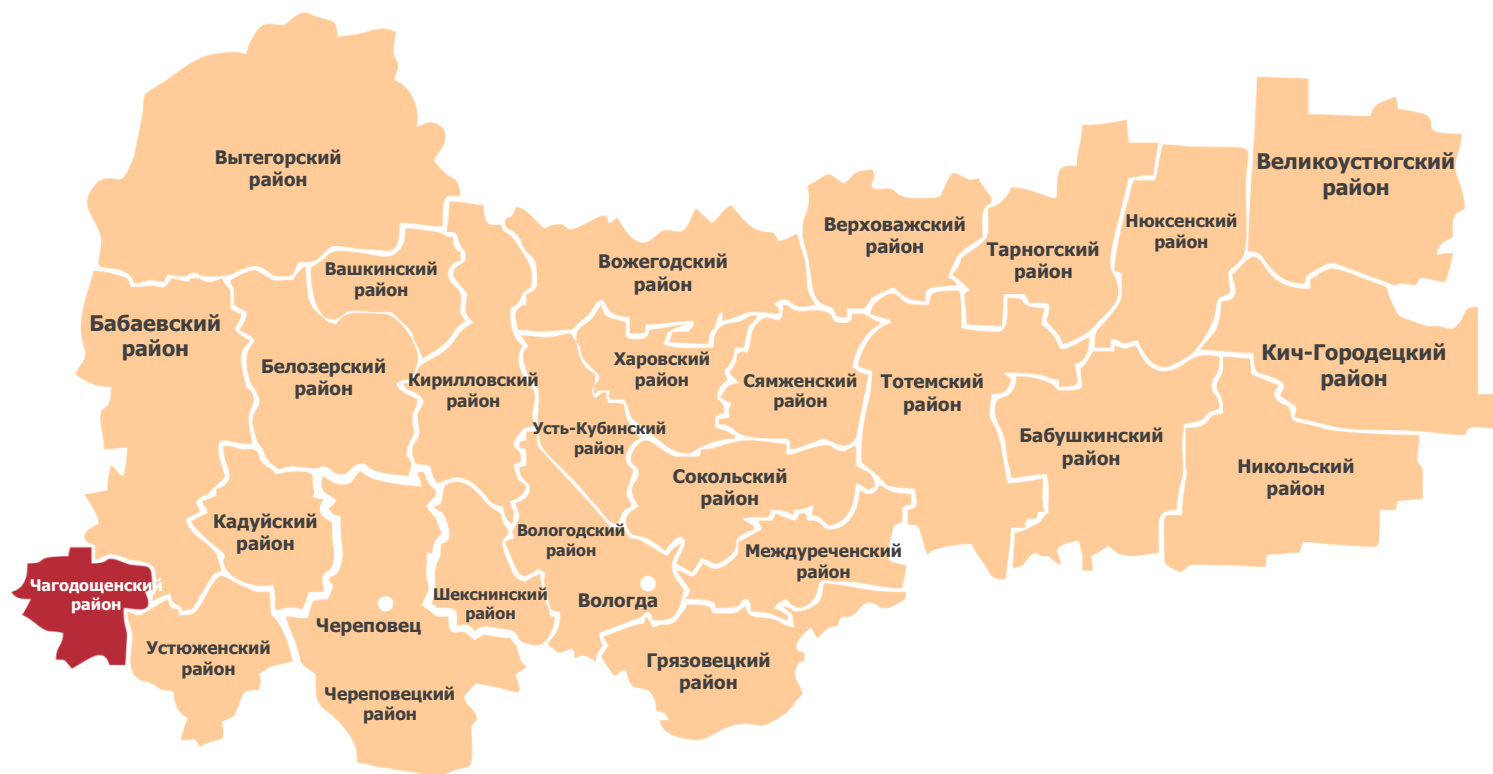 Вытегорский
район
Великоустюгский
район
Верховажский
район
Нюксенский
район
Тарногский
район
Вашкинский
район
Вожегодский
район
Бабаевский
район
Белозерский
район
Кирилловский
район
Харовский
район
Сямженский
район
Тотемский
район
Кич-Городецкий
район
Усть-Кубинский
район
Бабушкинский
район
Никольский
район
Сокольский
район
Кадуйский
район
Вологодский
район
Междуреченский
район
Чагодощенский
район
Шекснинский
район
Вологда
Череповец
Устюженский
район
Грязовецкий
район
Череповецкий
район